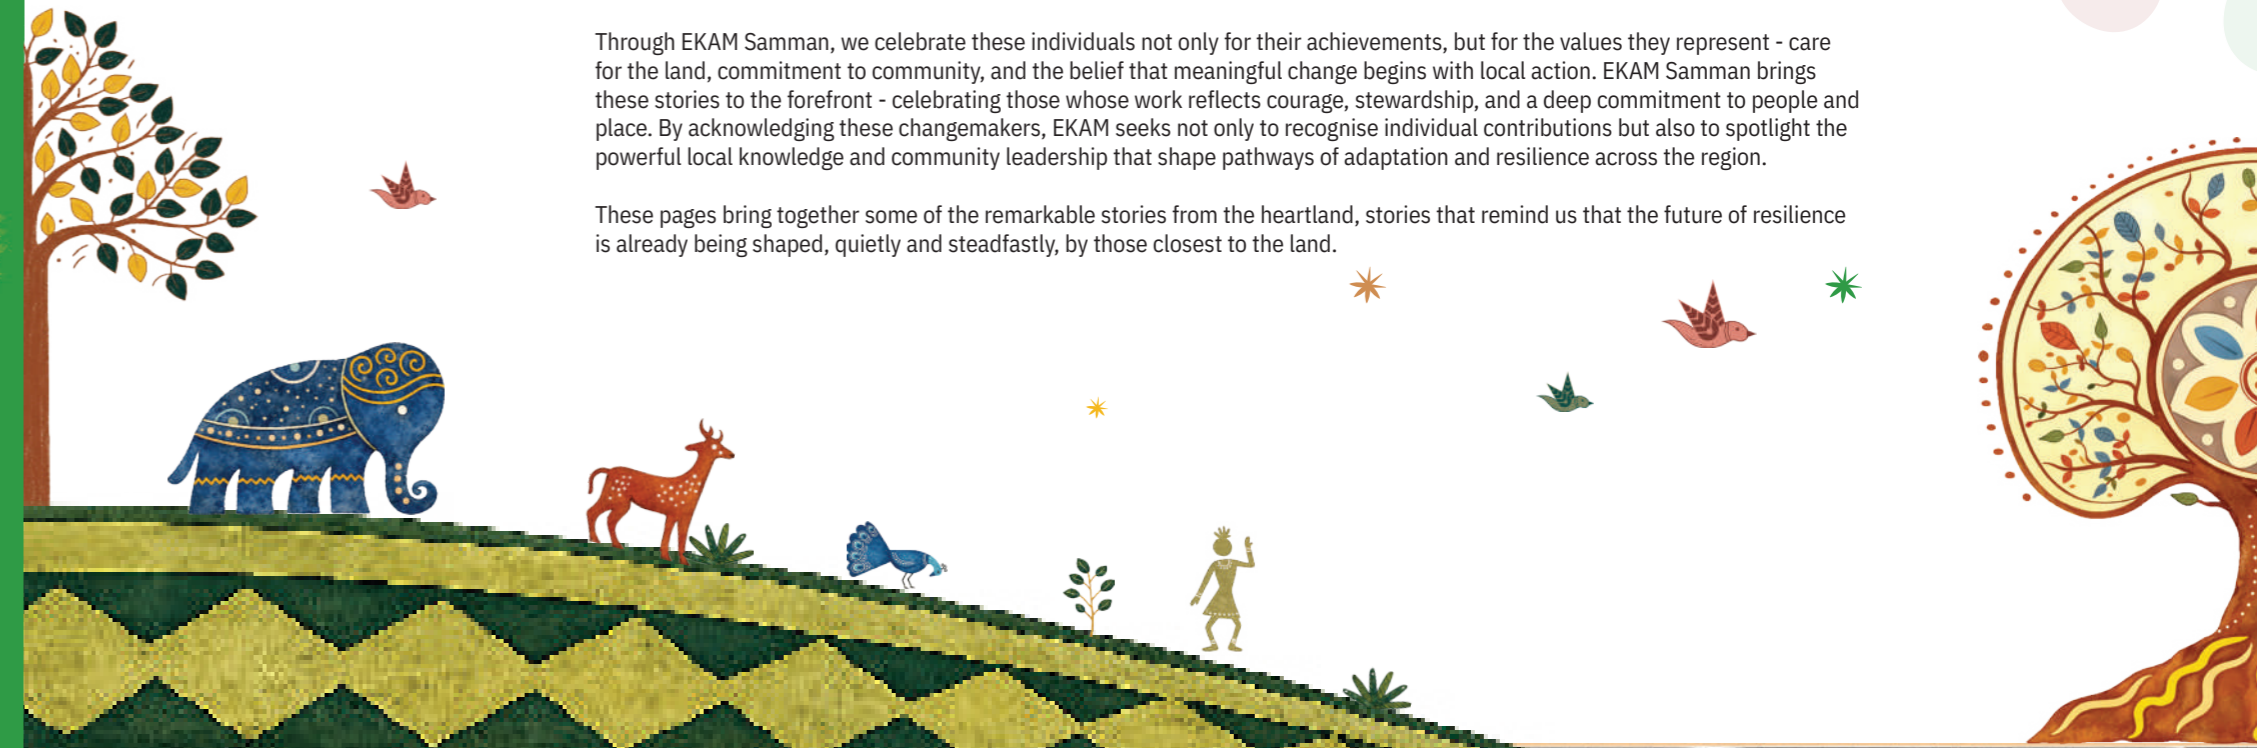 Through EKAM Samman, we celebrate these individuals not only for their achievements, but for the values they represent - care
for the land, commitment to community, and the belief that meaningful change begins with local action. EKAM Samman brings
these stories to the forefront - celebrating those whose work reflects courage, stewardship, and a deep commitment to people and
place. By acknowledging these changemakers, EKAM seeks not only to recognise individual contributions but also to spotlight the
powerful local knowledge and community leadership that shape pathways of adaptation and resilience across the region.
These pages bring together some of the remarkable stories from the heartland, stories that remind us that the future of resilience
is already being shaped, quietly and steadfastly, by those closest to the land.